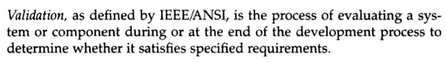 Validation, as defined by IEEE/ANSI, is the process of evaluating a sys-
tem or component during or at the end of the development process to
determine whether it satisfies specified requirements.